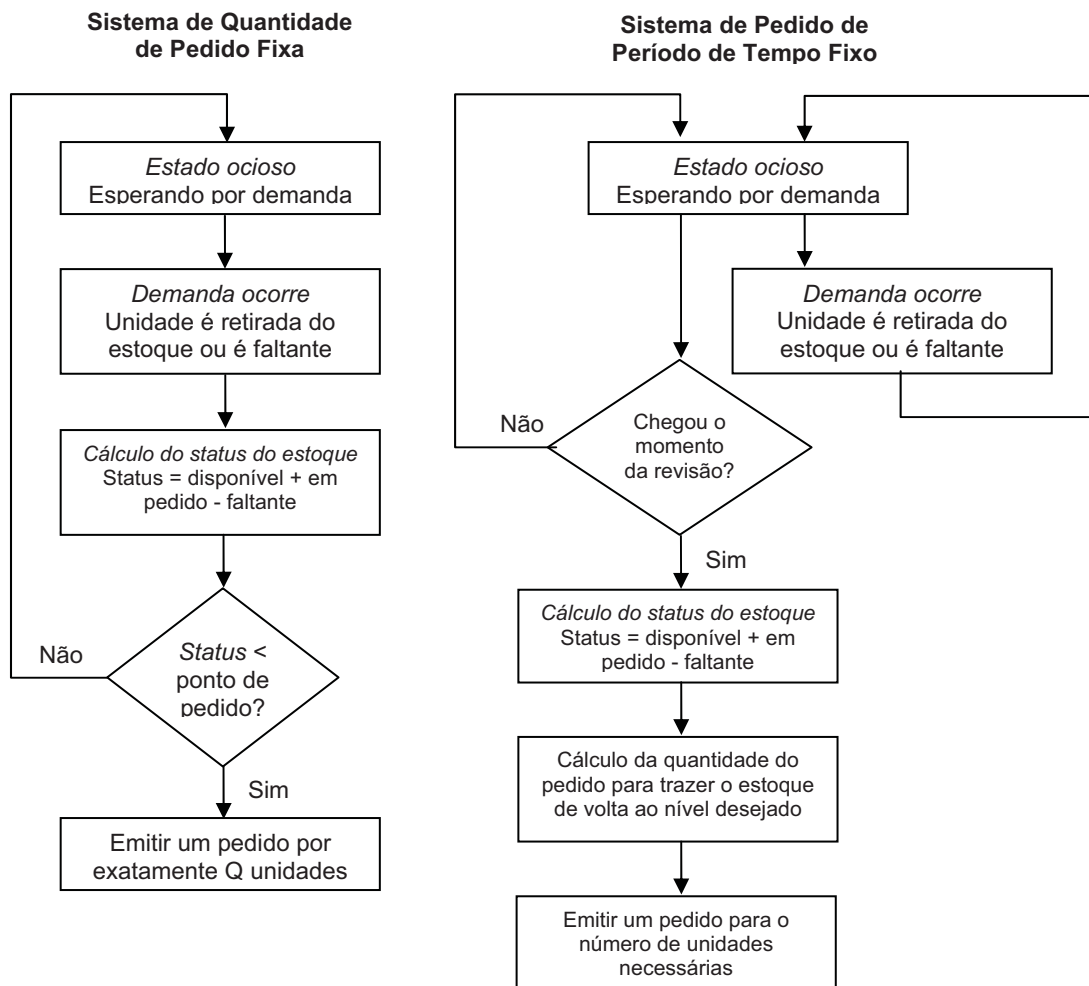 Sistema de Quantidade
de Pedido Fixa
Estado ocioso
Esperando por demanda
Demanda ocorre
Unidade é retirada do
estoque ou é faltante
Cálculo do status do estoque
Status = disponível + em
pedido - faltante
Não
Status <
ponto de
pedido?
Sim
Emitir um pedido por
exatamente Q unidades
Sistema de Pedido de
Período de Tempo Fixo
Estado ocioso
Esperando por demanda
Demanda ocorre
Unidade é retirada do
estoque ou é faltante
Não
Chegou o
momento
da revisão?
Sim
Cálculo do status do estoque
Status = disponível + em
pedido - faltante
Cálculo da quantidade do
pedido para trazer o estoque
de volta ao nível desejado
Emitir um pedido para o
número de unidades
necessárias